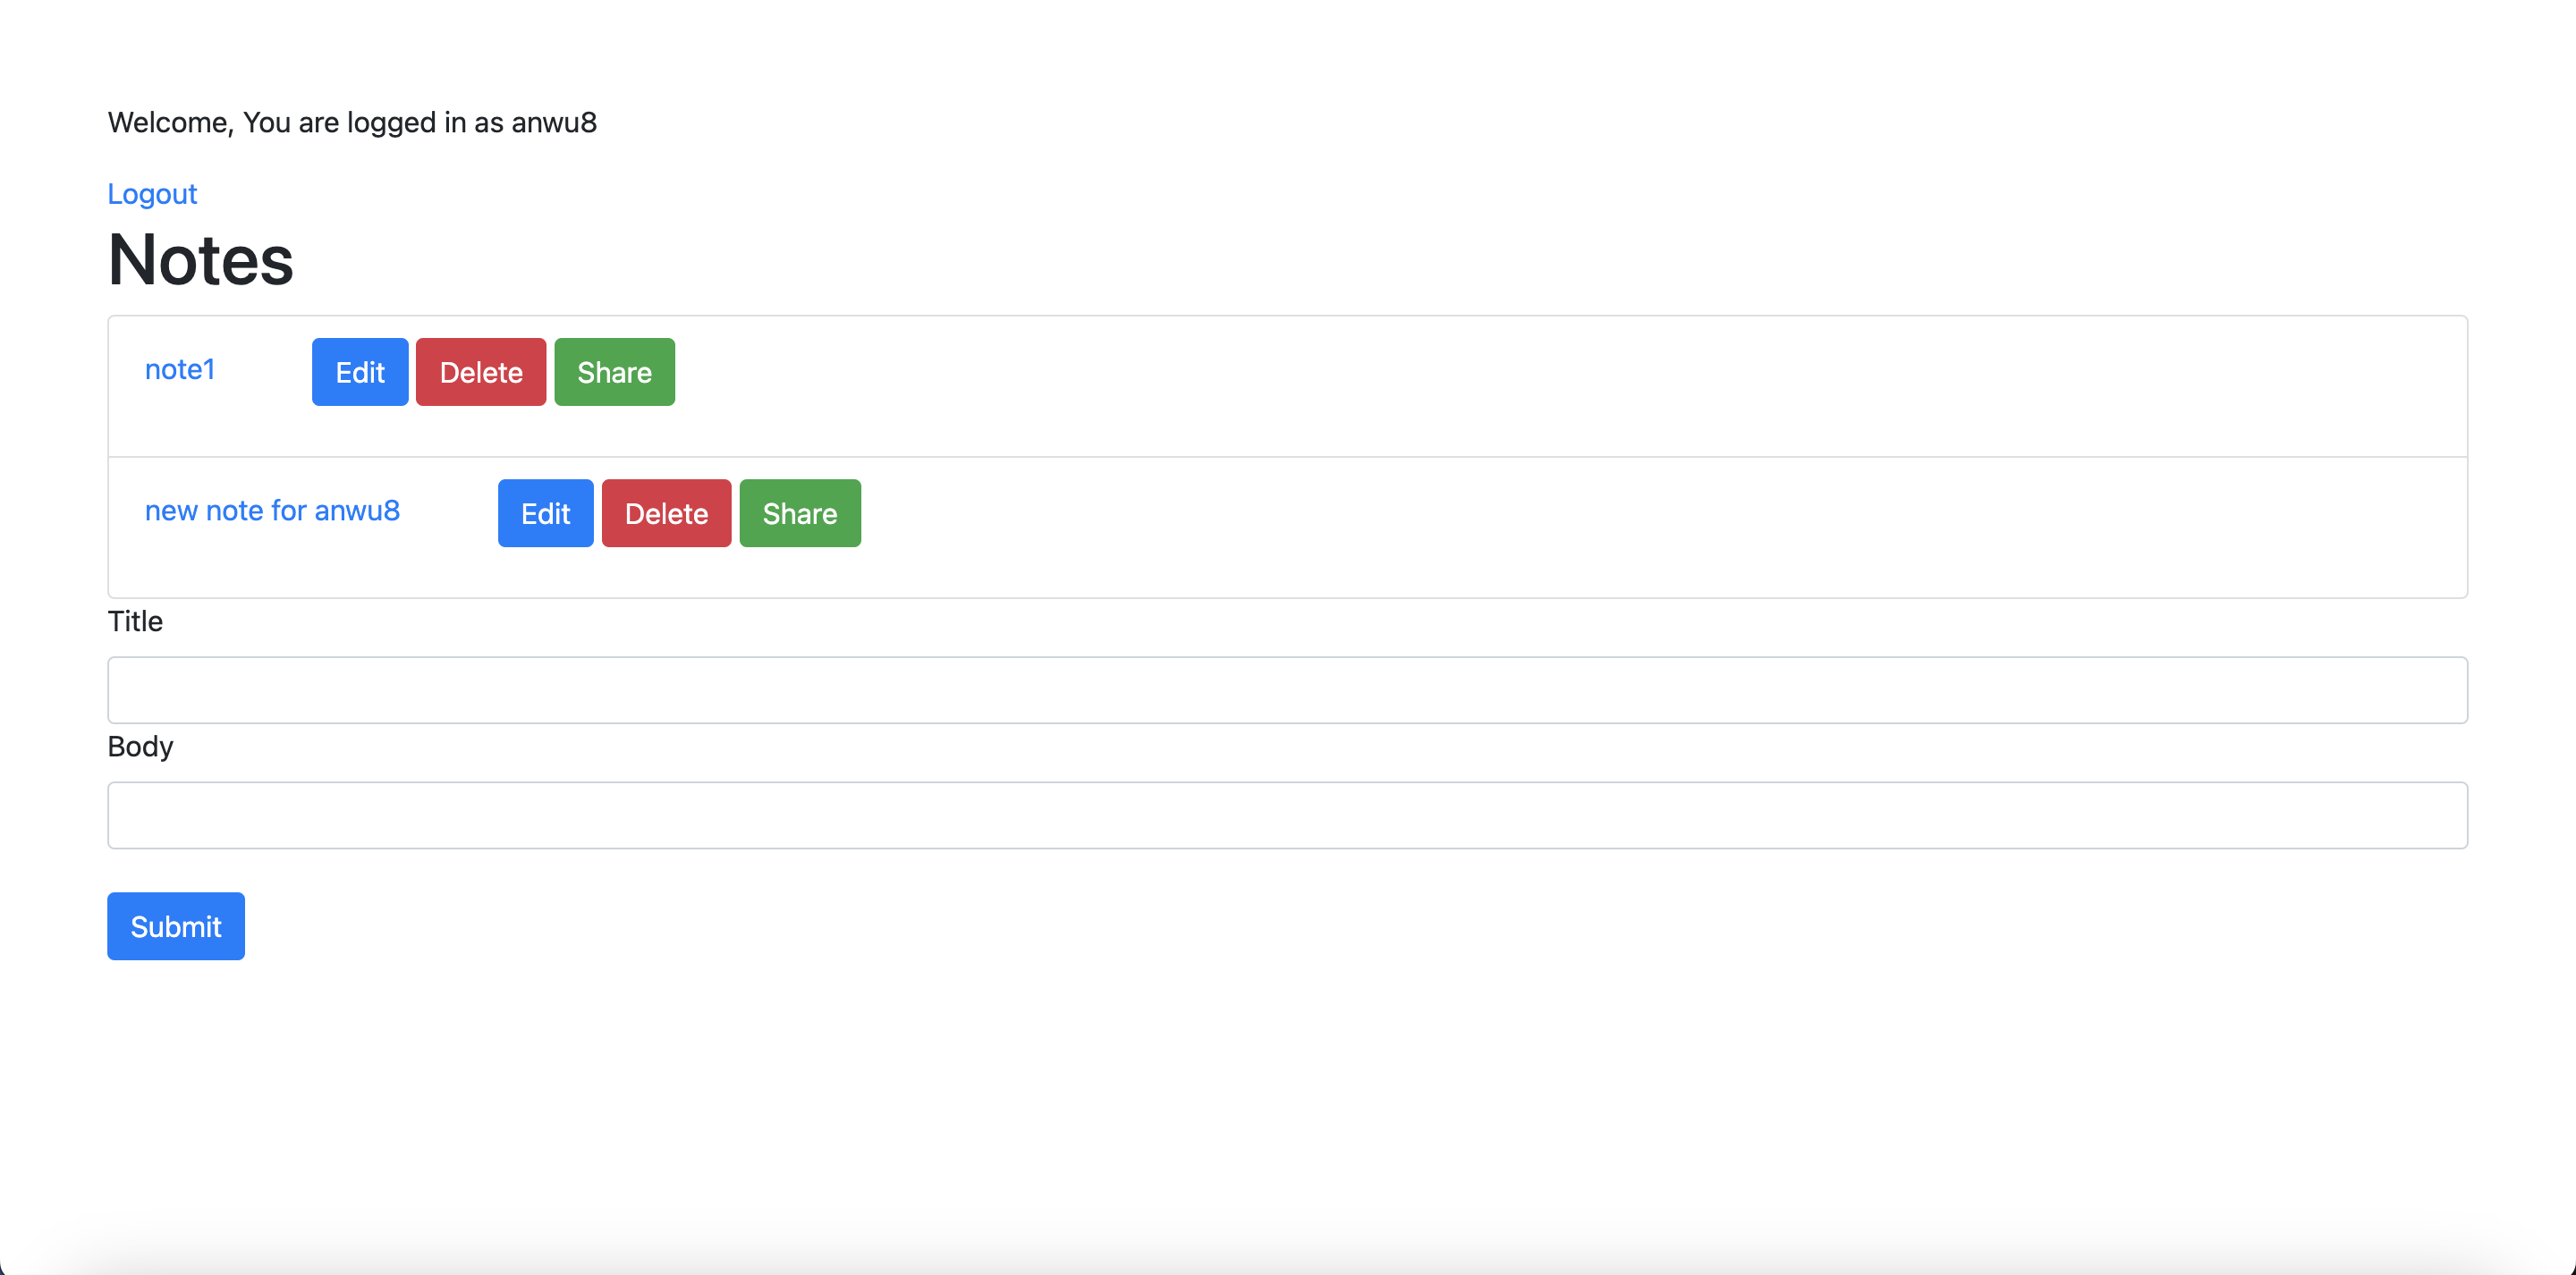 Welcome, You are logged in as anwu8
Logout
Notes
note1 Edit Delete Share
new note for anwu8 Edit Delete Share
Title
Body
Submit